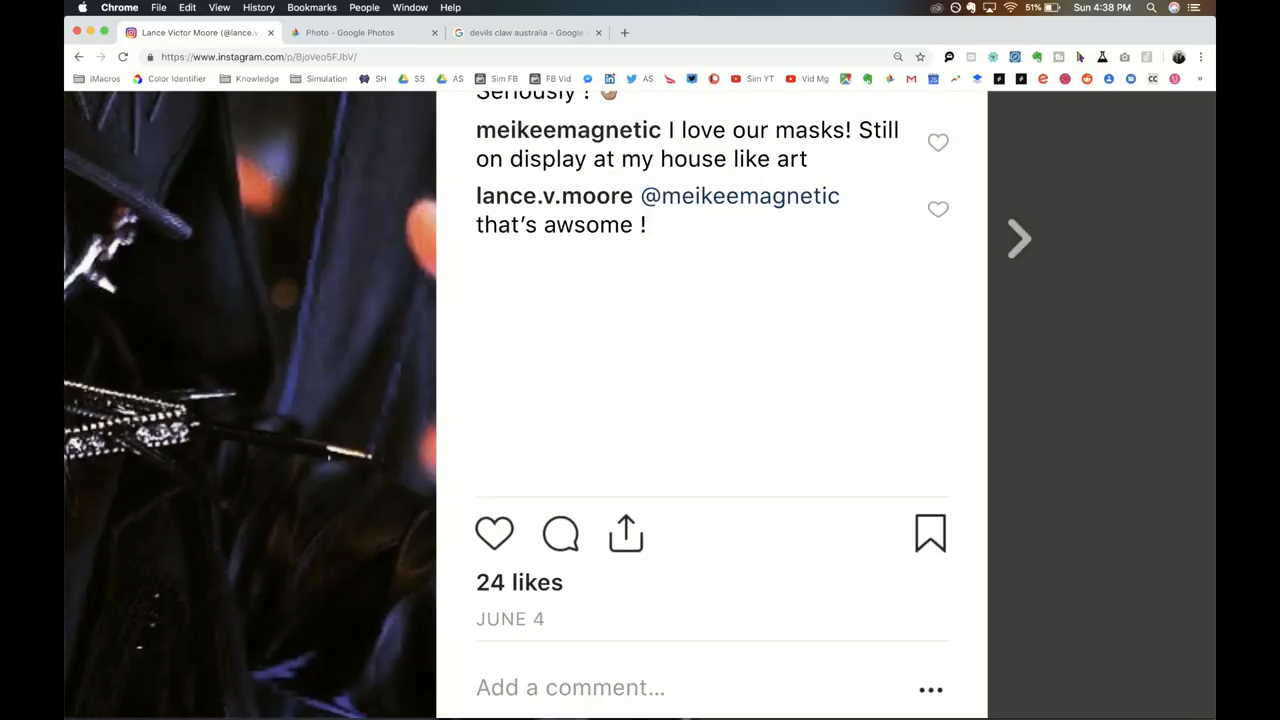 Chrome File Edit View History Bookmarks People Window Help 51% Sun 4:38 PM
Lance Victor Moore (@lance.v. Photo - Google Photos devils claw australia - Google
https://www.instagram.com/p/BjoVeo5FJbV/
iMacros Color Identifier Knowledge Simulation SH SS AS Sim FB FB Vid AS Sim YT Vid Mg CC »
Seriously !
meikeemagnetic I love our masks! Still
on display at my house like art
lance.v.moore @meikeemagnetic
that's awsome !
24 likes
JUNE 4
Add a comment...